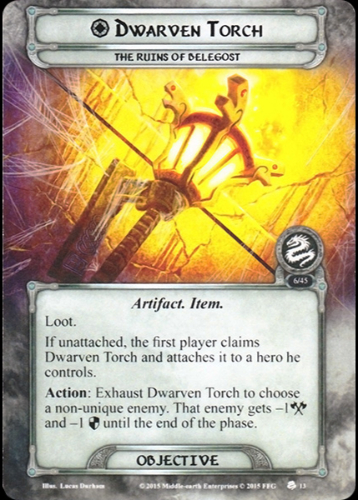 Dwarven Torch
The Ruins of Belegost
6/45
Artifact. Item.
Loot.
If unattached, the first player claims
Dwarven Torch and attaches it to a hero he
controls.
Action: Exhaust Dwarven Torch to choose
a non-unique enemy. That enemy gets –1
and –1 until the end of the phase.
Objective
Illus. Lucas Durham ©2015 Middle-earth Enterprises ©2015 FFG 13